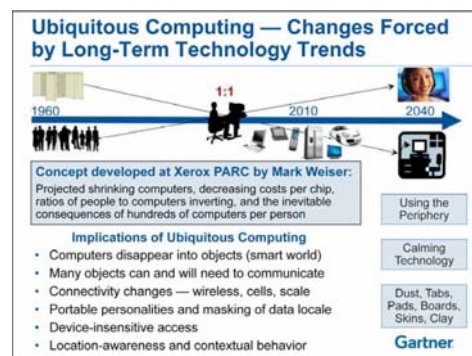 Ubiquitous Computing — Changes Forced
by Long-Term Technology Trends
1:1
1960
2010
2040
Concept developed at Xerox PARC by Mark Weiser:
Projected shrinking computers, decreasing costs per chip,
ratios of people to computers inverting, and the inevitable
consequences of hundreds of computers per person
Implications of Ubiquitous Computing
• Computers disappear into objects (smart world)
• Many objects can and will need to communicate
• Connectivity changes — wireless, cells, scale
• Portable personalities and masking of data locale
• Device-insensitive access
• Location-awareness and contextual behavior
Using the
Periphery
Calming
Technology
Dust, Tabs,
Pads, Boards,
Skins, Clay
Gartner